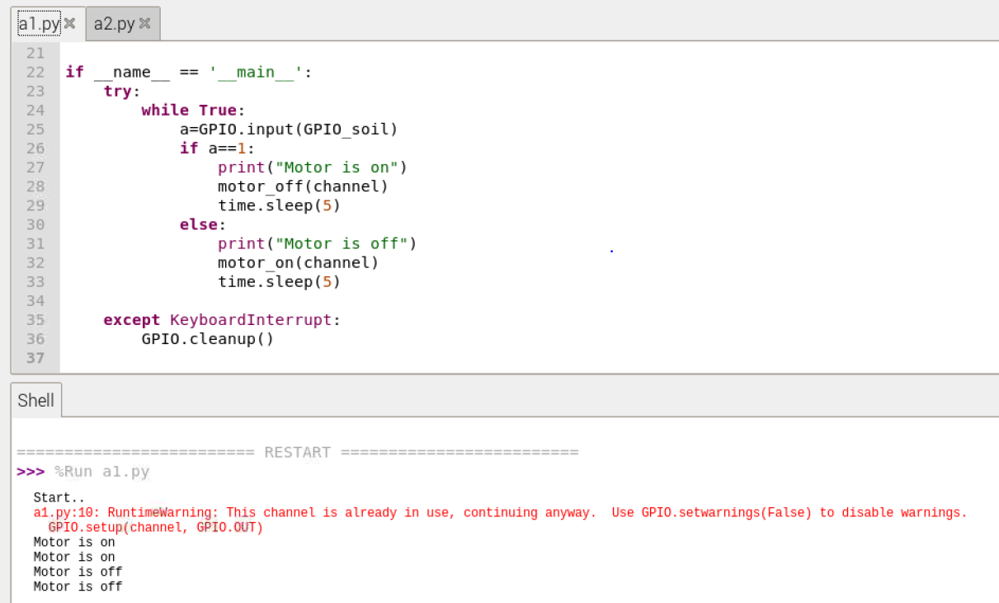 a1.py × a2.py ×
21
22 if __name__ == '__main__':
23     try:
24         while True:
25             a=GPIO.input(GPIO_soil)
26             if a==1:
27                 print("Motor is on")
28                 motor_off(channel)
29                 time.sleep(5)
30             else:
31                 print("Motor is off")
32                 motor_on(channel)
33                 time.sleep(5)
34
35     except KeyboardInterrupt:
36         GPIO.cleanup()
37
Shell
========================= RESTART =========================
>>> %Run a1.py
Start..
a1.py:10: RuntimeWarning: This channel is already in use, continuing anyway.  Use GPIO.setwarnings(False) to disable warnings.
  GPIO.setup(channel, GPIO.OUT)
Motor is on
Motor is on
Motor is off
Motor is off